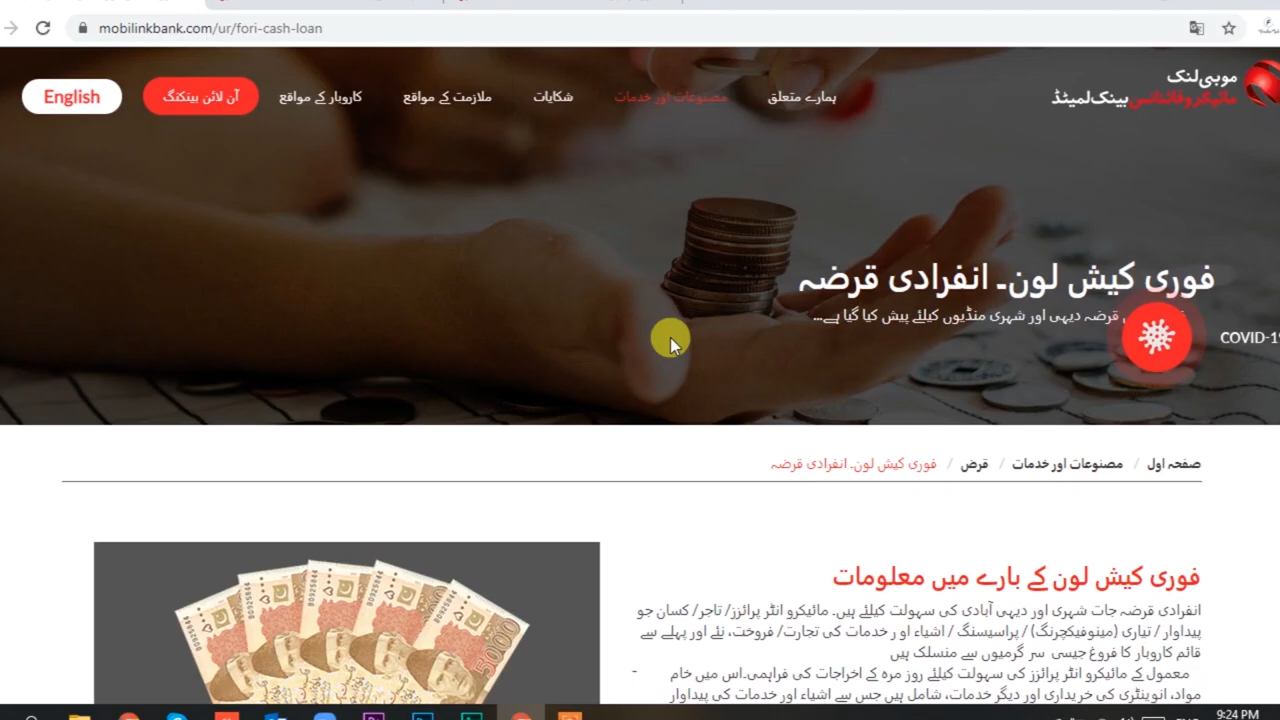 mobilinkbank.com/ur/fori-cash-loan
موبی لنک
مائیکروفنانس بینک لمیٹڈ
ہمارے متعلق
مصنوعات اور خدمات
شکایات
ملازمت کے مواقع
کاروبار کے مواقع
آن لائن بینکنگ
English
فوری کیش لون۔ انفرادی قرضہ
قرضہ دیہی اور شہری منڈیوں کیلئے پیش کیا گیا ہے...
COVID-19
صفحہ اول / مصنوعات اور خدمات / قرض / فوری کیش لون۔ انفرادی قرضہ
فوری کیش لون کے بارے میں معلومات
انفرادی قرضہ جات شہری اور دیہی آبادی کی سہولت کیلئے ہیں۔ مائیکرو انٹر پرائزز/ تاجر/ کسان جو
پیداوار / تیاری (مینوفیکچرنگ) / پراسیسنگ / اشیاء او ر خدمات کی تجارت/ فروخت، نئے اور پہلے سے
قائم کاروبار کا فروغ جیسی سر گرمیوں سے منسلک ہیں
- معمول کے مائیکرو انٹر پرائزز کی سہولت کیلئے روز مرہ کے اخراجات کی فراہمی۔اس میں خام
مواد، انوینٹری کی خریداری اور دیگر خدمات، شامل ہیں جس سے اشیاء اور خدمات کی پیداوار
5000
9:24 PM